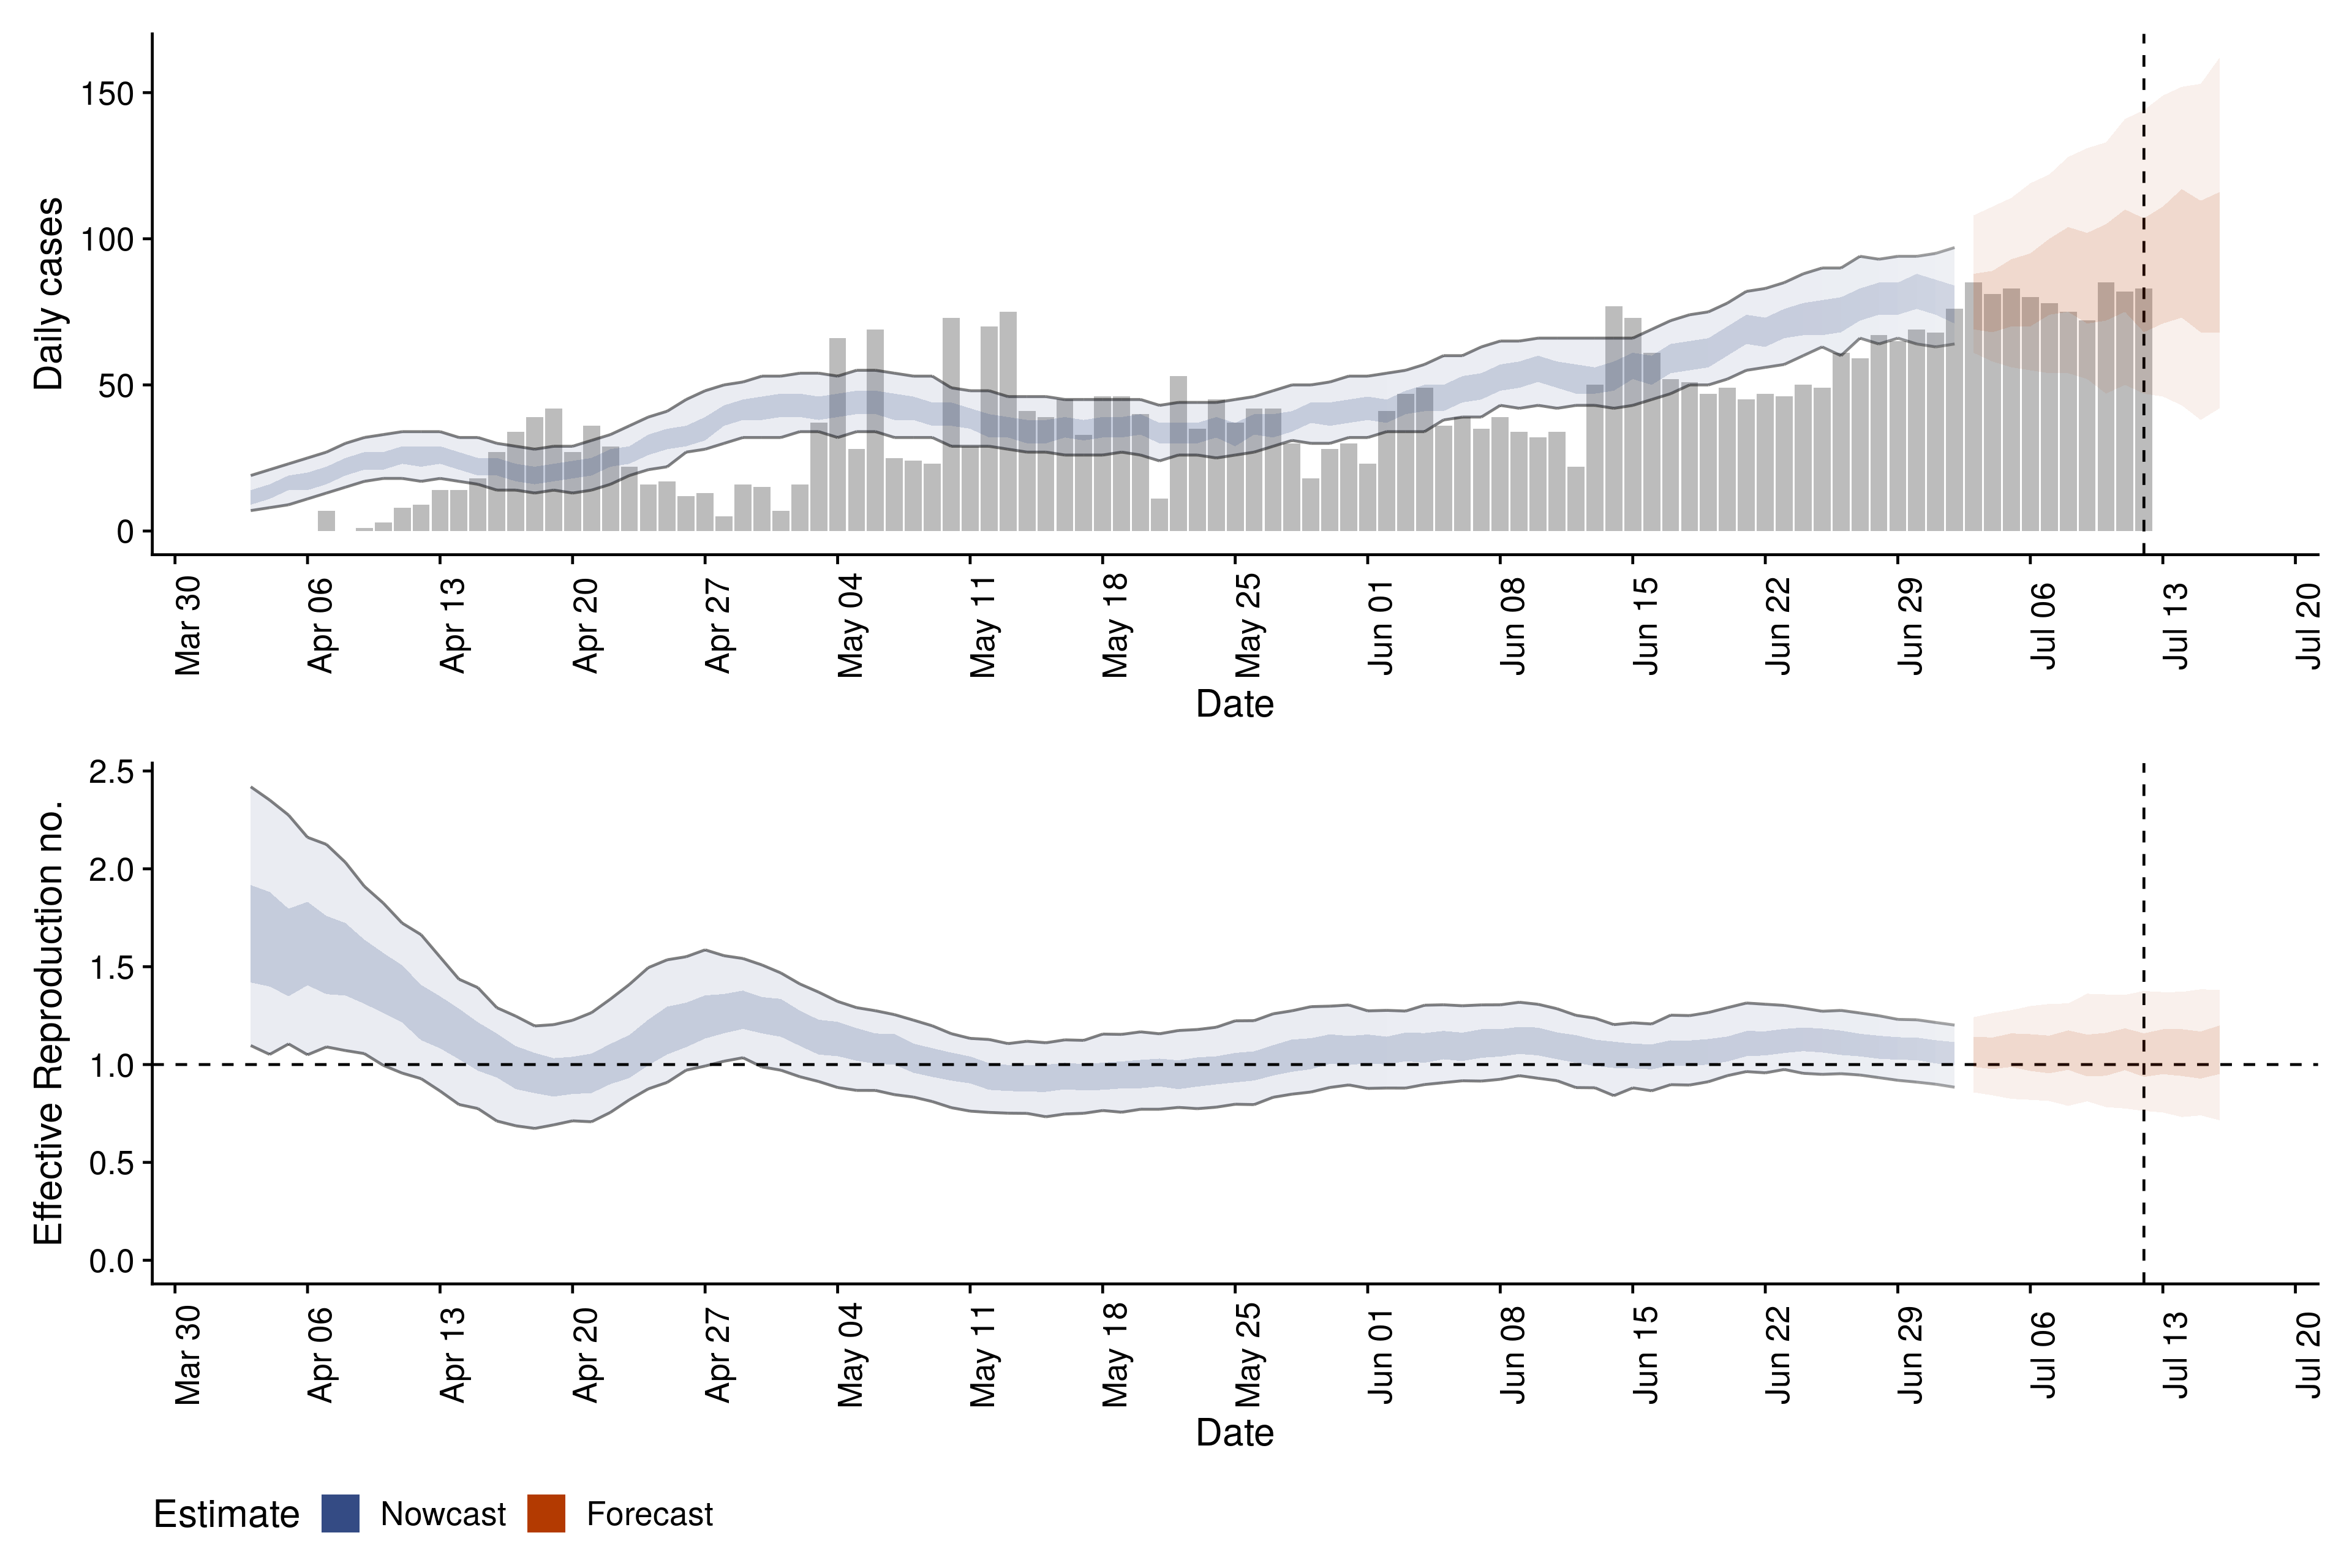 Daily cases
150
100
50
0
Mar 30
Apr 06
Apr 13
Apr 20
Apr 27
May 04
May 11
May 18
May 25
Jun 01
Jun 08
Jun 15
Jun 22
Jun 29
Jul 06
Jul 13
Jul 20
Date
Effective Reproduction no.
2.5
2.0
1.5
1.0
0.5
0.0
Mar 30
Apr 06
Apr 13
Apr 20
Apr 27
May 04
May 11
May 18
May 25
Jun 01
Jun 08
Jun 15
Jun 22
Jun 29
Jul 06
Jul 13
Jul 20
Date
Estimate Nowcast Forecast